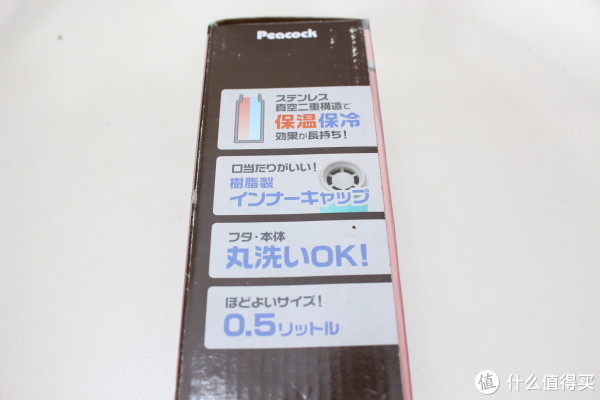 Peacock
ステンレス
真空二重構造で
保温保冷
効果が長持ち!
口当たりがいい!
樹脂製
インナーキャップ
フタ・本体
丸洗いOK!
ほどよいサイズ!
0.5リットル
值 什么值得买